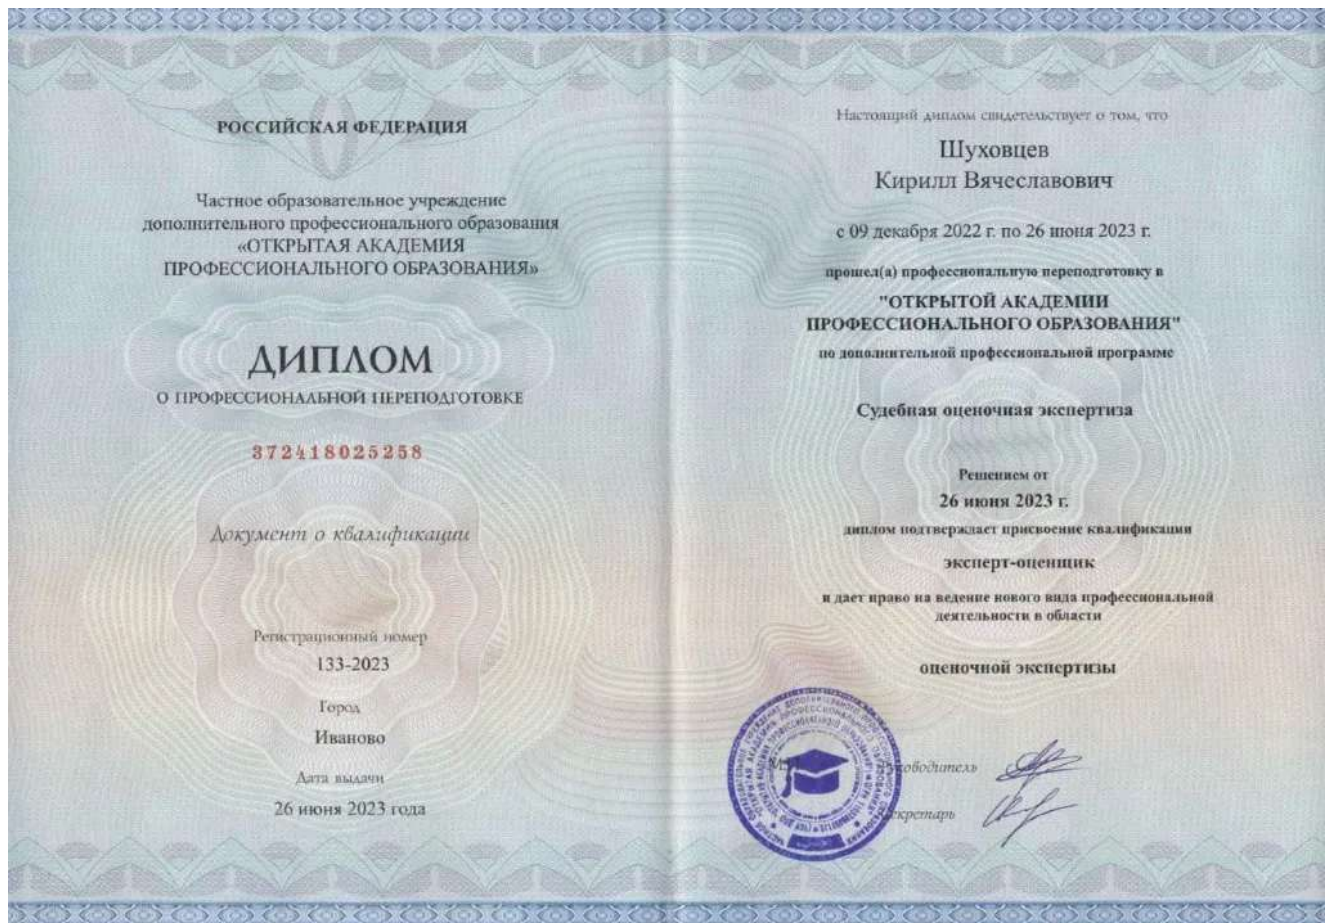 РОССИЙСКАЯ ФЕДЕРАЦИЯ
Частное образовательное учреждение
дополнительного профессионального образования
«ОТКРЫТАЯ АКАДЕМИЯ
ПРОФЕССИОНАЛЬНОГО ОБРАЗОВАНИЯ»
ДИПЛОМ
О ПРОФЕССИОНАЛЬНОЙ ПЕРЕПОДГОТОВКЕ
372418025258
Документ о квалификации
Регистрационный номер
133-2023
Город
Иваново
Дата выдачи
26 июня 2023 года
Настоящий диплом свидетельствует о том, что
Шуховцев
Кирилл Вячеславович
с 09 декабря 2022 г. по 26 июня 2023 г.
прошел(а) профессиональную переподготовку в
"ОТКРЫТОЙ АКАДЕМИИ
ПРОФЕССИОНАЛЬНОГО ОБРАЗОВАНИЯ"
по дополнительной профессиональной программе
Судебная оценочная экспертиза
Решением от
26 июня 2023 г.
диплом подтверждает присвоение квалификации
эксперт-оценщик
и дает право на ведение нового вида профессиональной
деятельности в области
оценочной экспертизы
Руководитель
Секретарь